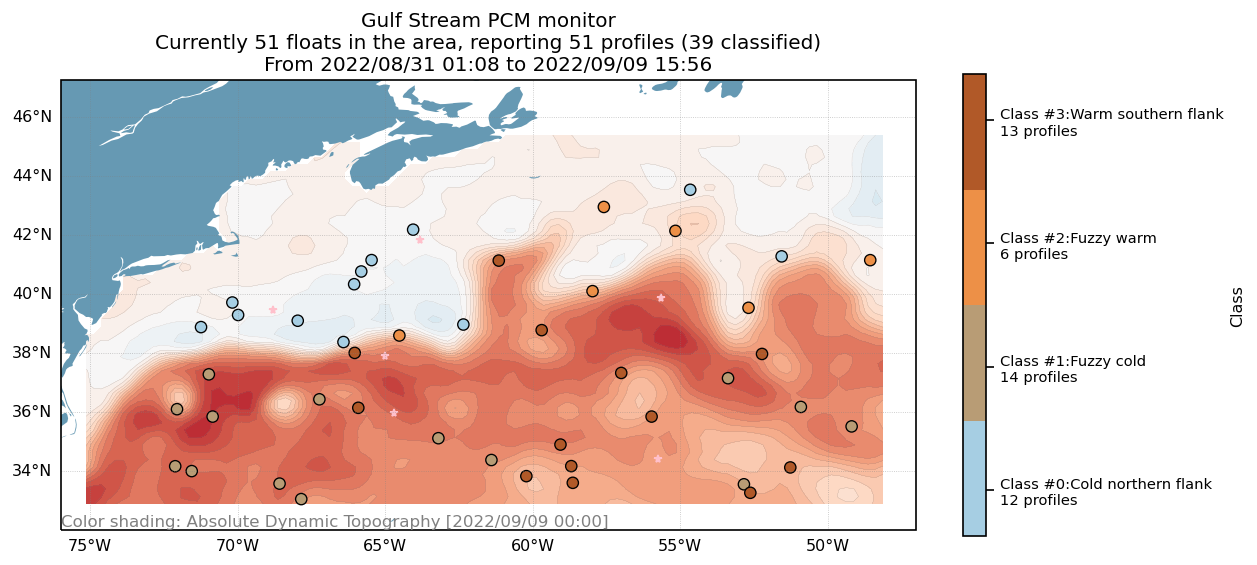 Gulf Stream PCM monitor
Currently 51 floats in the area, reporting 51 profiles (39 classified)
From 2022/08/31 01:08 to 2022/09/09 15:56
46°N
44°N
42°N
40°N
38°N
36°N
34°N
Color shading: Absolute Dynamic Topography [2022/09/09 00:00]
75°W
70°W
65°W
60°W
55°W
50°W
Class #3:Warm southern flank
13 profiles
Class #2:Fuzzy warm
6 profiles
Class #1:Fuzzy cold
14 profiles
Class #0:Cold northern flank
12 profiles
Class